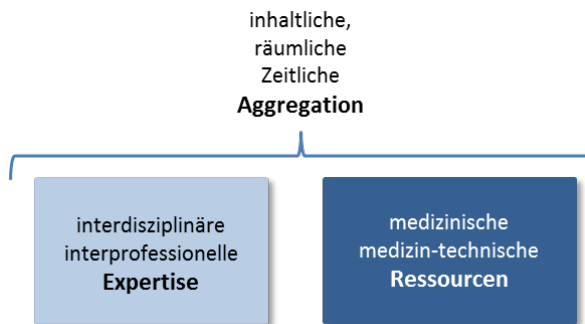 inhaltliche,
räumliche
Zeitliche
Aggregation
interdisziplinäre
interprofessionelle
Expertise
medizinische
medizin-technische
Ressourcen